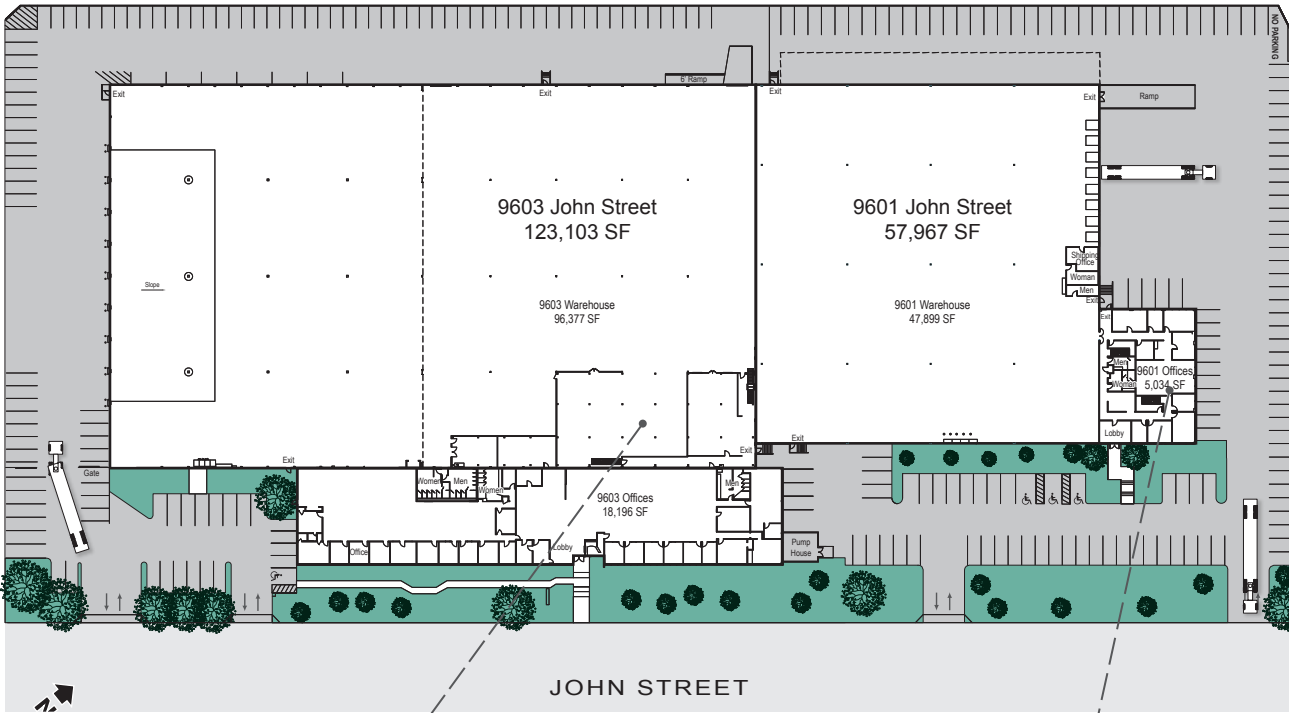 NO PARKING
6' Ramp
Exit
Exit
Exit
Exit
Ramp
9603 John Street
123,103 SF
9601 John Street
57,967 SF
Shipping
Office
Woman
Men
Exit
Slope
9603 Warehouse
96,377 SF
9601 Warehouse
47,899 SF
Exit
Men
Woman
9601 Offices
5,034 SF
Lobby
Exit
Exit
Exit
Gate
Women
Men
Women
Men
9603 Offices
18,196 SF
Office
Lobby
Pump
House
JOHN STREET
N